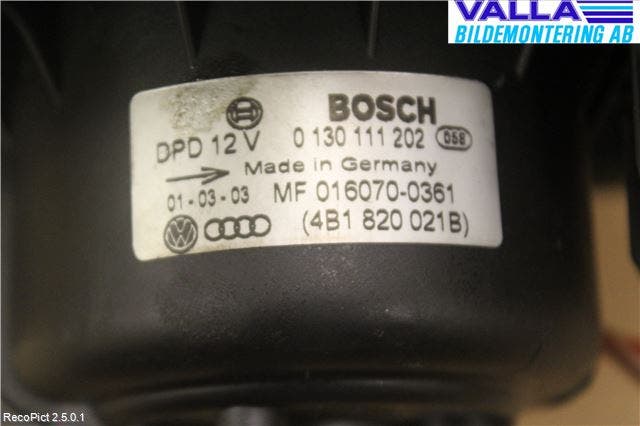 VALLA
BILDEMONTERING AB
BOSCH
DPD 12 V 0 130 111 202 058
Made in Germany
01-03-03 MF 016070-0361
(4B1 820 021B)
RecoPict 2.5.0.1